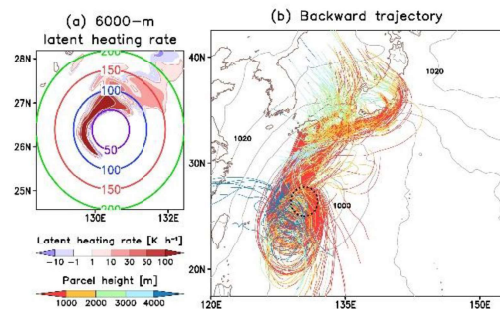 (a) 6000-m
latent heating rate
(b) Backward trajectory
28N
27N
26N
25N
200
150
100
50
100
150
200
130E
132E
40N
30N
20N
120E
135E
150E
1020
1020
1000
Latent heating rate [K h⁻¹]
-10 -1 1 10 30 50 100
Parcel height [m]
1000 2000 3000 4000